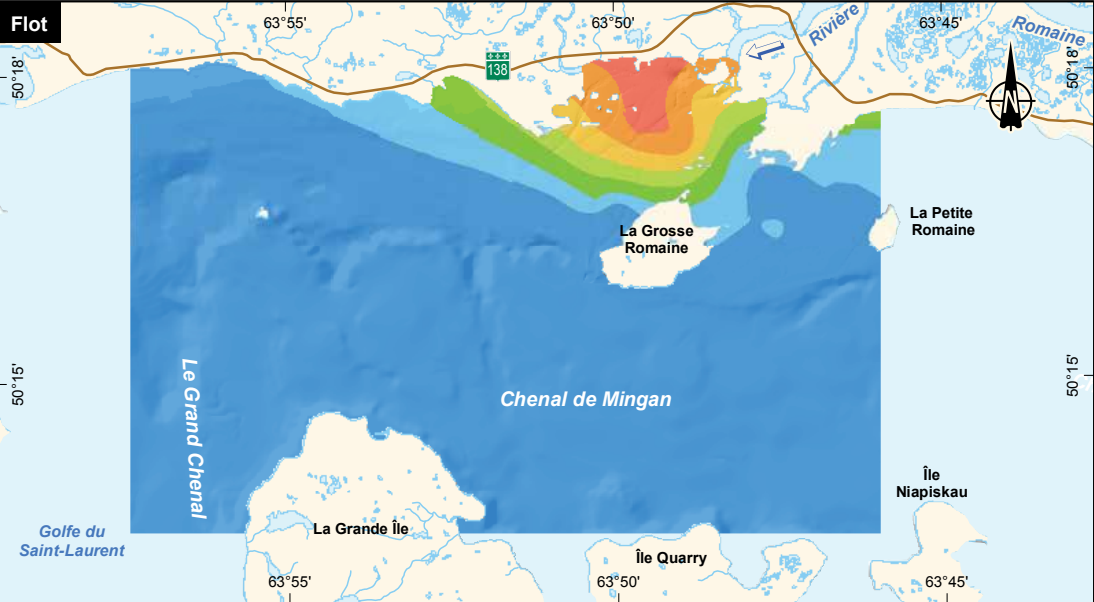 Flot
63°55'
63°50'
63°45'
Rivière
Romaine
50°18'
138
50°18'
N
La Grosse
Romaine
La Petite
Romaine
50°15'
50°15'
Le Grand Chenal
Chenal de Mingan
Île
Niapiskau
La Grande Île
Golfe du
Saint-Laurent
Île Quarry
63°55'
63°50'
63°45'